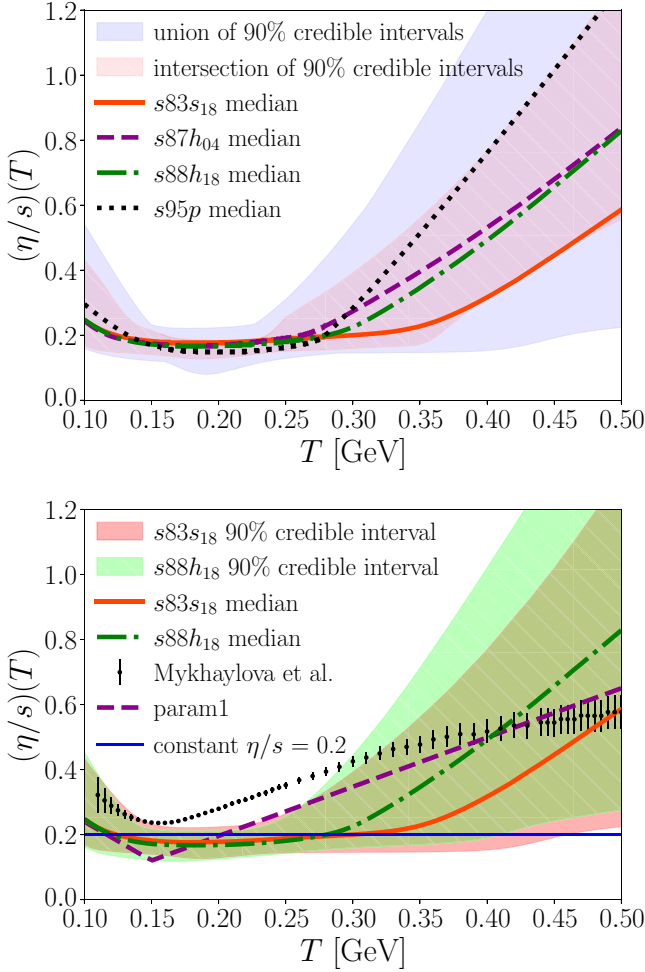 1.2
1.0
0.8
0.6
0.4
0.2
0.0
(η/s)(T)
union of 90% credible intervals
intersection of 90% credible intervals
s83s₁₈ median
s87h₀₄ median
s88h₁₈ median
s95p median
0.10 0.15 0.20 0.25 0.30 0.35 0.40 0.45 0.50
T [GeV]
1.2
1.0
0.8
0.6
0.4
0.2
0.0
(η/s)(T)
s83s₁₈ 90% credible interval
s88h₁₈ 90% credible interval
s83s₁₈ median
s88h₁₈ median
Mykhaylova et al.
param1
constant η/s = 0.2
0.10 0.15 0.20 0.25 0.30 0.35 0.40 0.45 0.50
T [GeV]